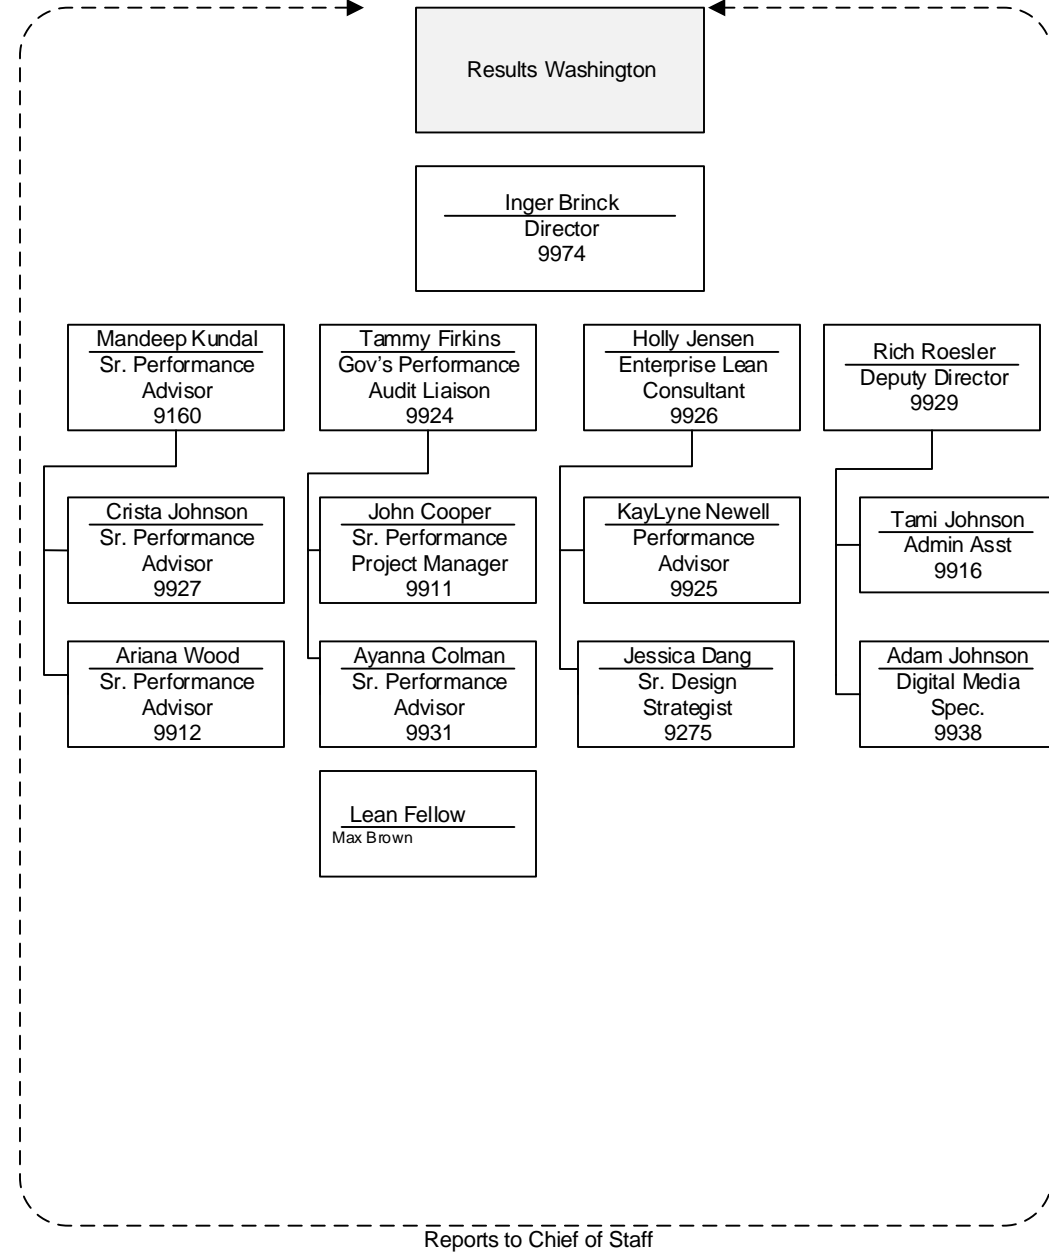 Results Washington
Inger Brinck
Director
9974
Mandeep Kundal
Sr. Performance
Advisor
9160
Tammy Firkins
Gov's Performance
Audit Liaison
9924
Holly Jensen
Enterprise Lean
Consultant
9926
Rich Roesler
Deputy Director
9929
Crista Johnson
Sr. Performance
Advisor
9927
John Cooper
Sr. Performance
Project Manager
9911
KayLyne Newell
Performance
Advisor
9925
Tami Johnson
Admin Asst
9916
Ariana Wood
Sr. Performance
Advisor
9912
Ayanna Colman
Sr. Performance
Advisor
9931
Jessica Dang
Sr. Design
Strategist
9275
Adam Johnson
Digital Media
Spec.
9938
Lean Fellow
Max Brown
Reports to Chief of Staff